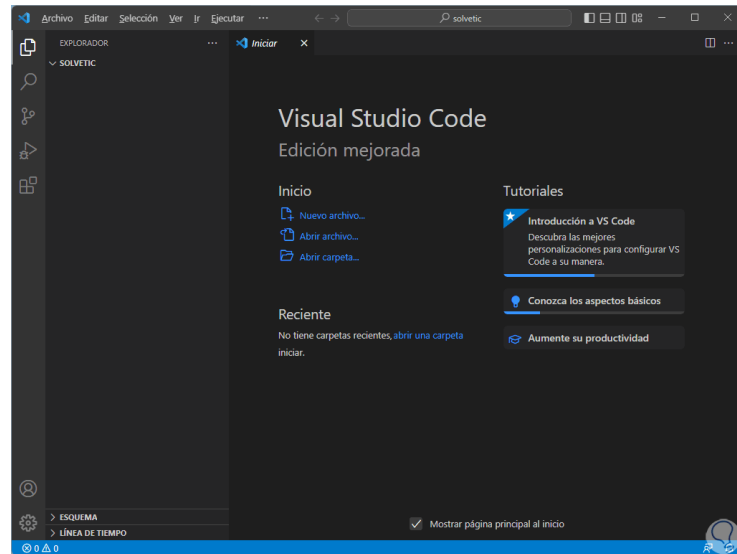 Archivo Editar Selección Ver Ir Ejecutar ... solvetic
EXPLORADOR ...
Iniciar
SOLVETIC
Visual Studio Code
Edición mejorada
Inicio
Nuevo archivo...
Abrir archivo...
Abrir carpeta...
Reciente
No tiene carpetas recientes, abrir una carpeta
iniciar.
Tutoriales
Introducción a VS Code
Descubra las mejores
personalizaciones para configurar VS
Code a su manera.
Conozca los aspectos básicos
Aumente su productividad
ESQUEMA
LÍNEA DE TIEMPO
Mostrar página principal al inicio
0 0